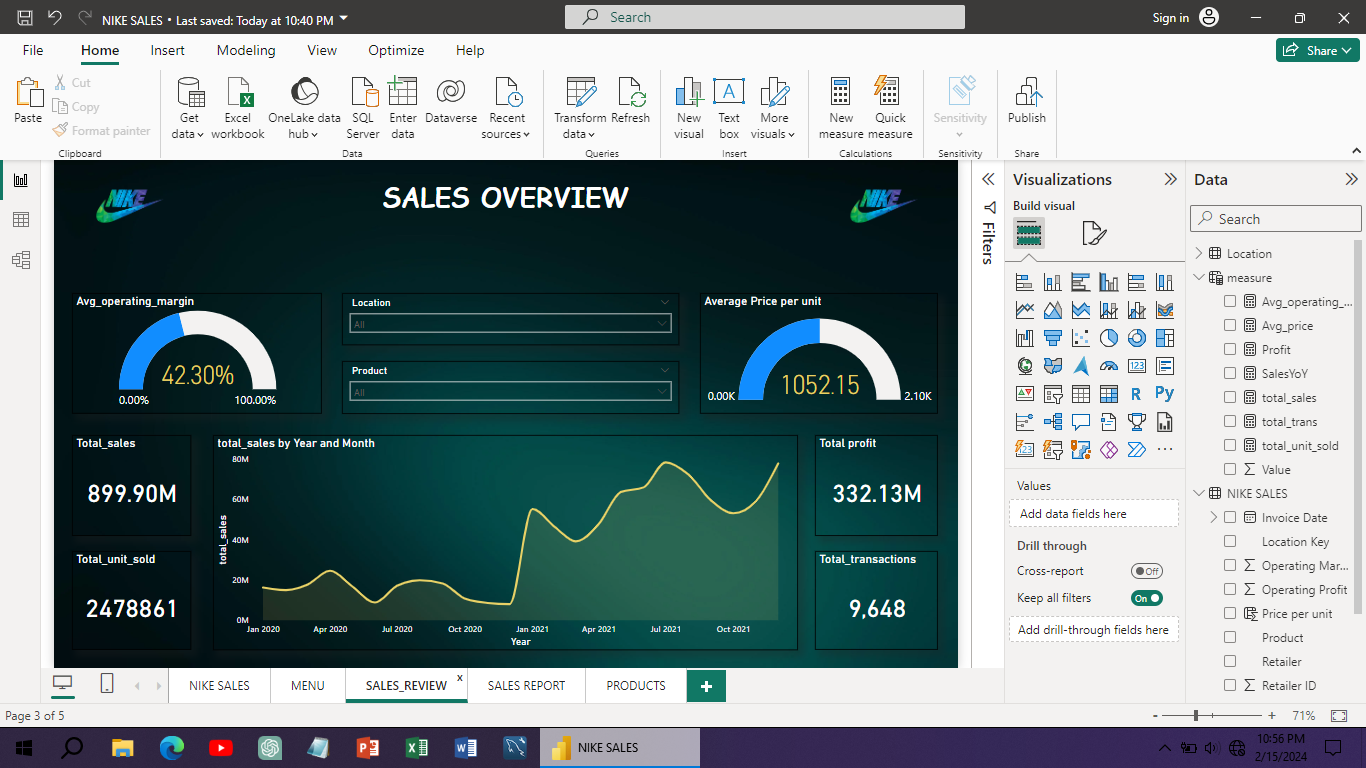 NIKE SALES • Last saved: Today at 10:40 PM
Search
Sign in
File Home Insert Modeling View Optimize Help
Share
Paste
Cut
Copy
Format painter
Clipboard
Get data
Excel workbook
OneLake data hub
SQL Server
Enter data
Dataverse
Recent sources
Data
Transform data
Refresh
Queries
New visual
Text box
More visuals
Insert
New measure
Quick measure
Calculations
Sensitivity
Sensitivity
Publish
Share
NIKE
SALES OVERVIEW
NIKE
Avg_operating_margin
42.30%
0.00%
100.00%
Location
All
Product
All
Average Price per unit
1052.15
0.00K
2.10K
Total_sales
899.90M
Total_unit_sold
2478861
total_sales by Year and Month
80M
60M
40M
20M
0M
total_sales
Jan 2020 Apr 2020 Jul 2020 Oct 2020 Jan 2021 Apr 2021 Jul 2021 Oct 2021
Year
Total profit
332.13M
Total_transactions
9,648
Filters
Visualizations
Build visual
R
Py
123
123
Values
Add data fields here
Drill through
Cross-report
Off
Keep all filters
On
Add drill-through fields here
Data
Search
Location
measure
Avg_operating_...
Avg_price
Profit
SalesYoY
total_sales
total_trans
total_unit_sold
Value
NIKE SALES
Invoice Date
Location Key
Operating Mar...
Operating Profit
Price per unit
Product
Retailer
Retailer ID
NIKE SALES
MENU
SALES_REVIEW
x
SALES REPORT
PRODUCTS
+
Page 3 of 5
- + 71%
NIKE SALES
10:56 PM
2/15/2024